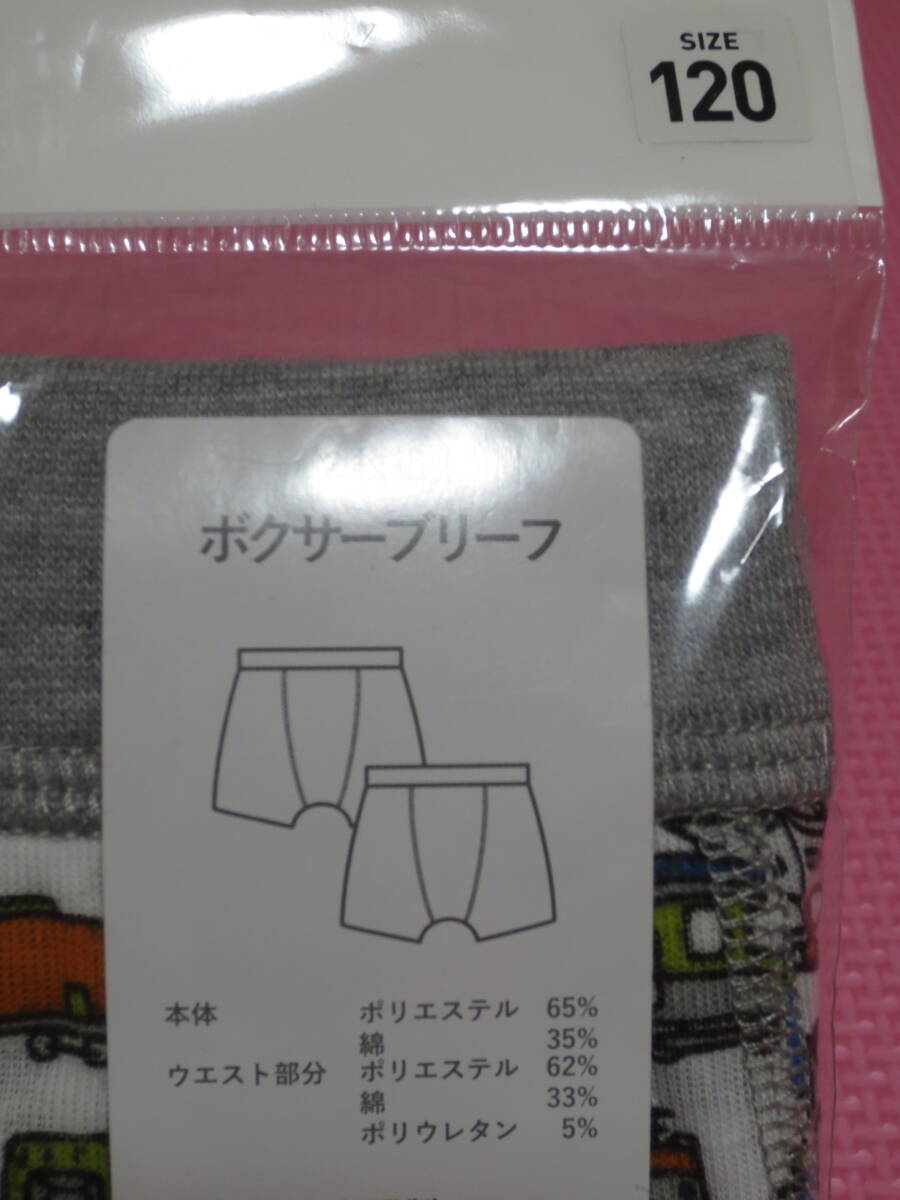 SIZE
120
ボクサーブリーフ
本体 ポリエステル 65%
綿 35%
ウエスト部分 ポリエステル 62%
綿 33%
ポリウレタン 5%